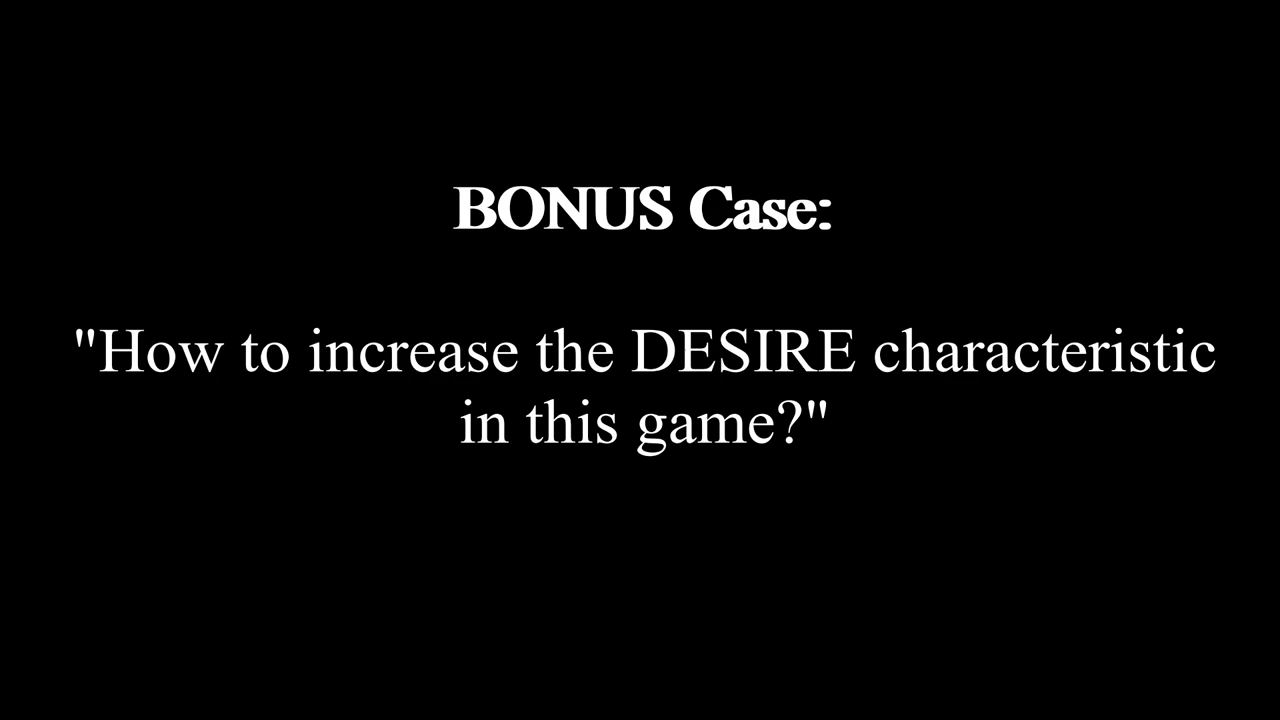 BONUS Case:
"How to increase the DESIRE characteristic
in this game?"